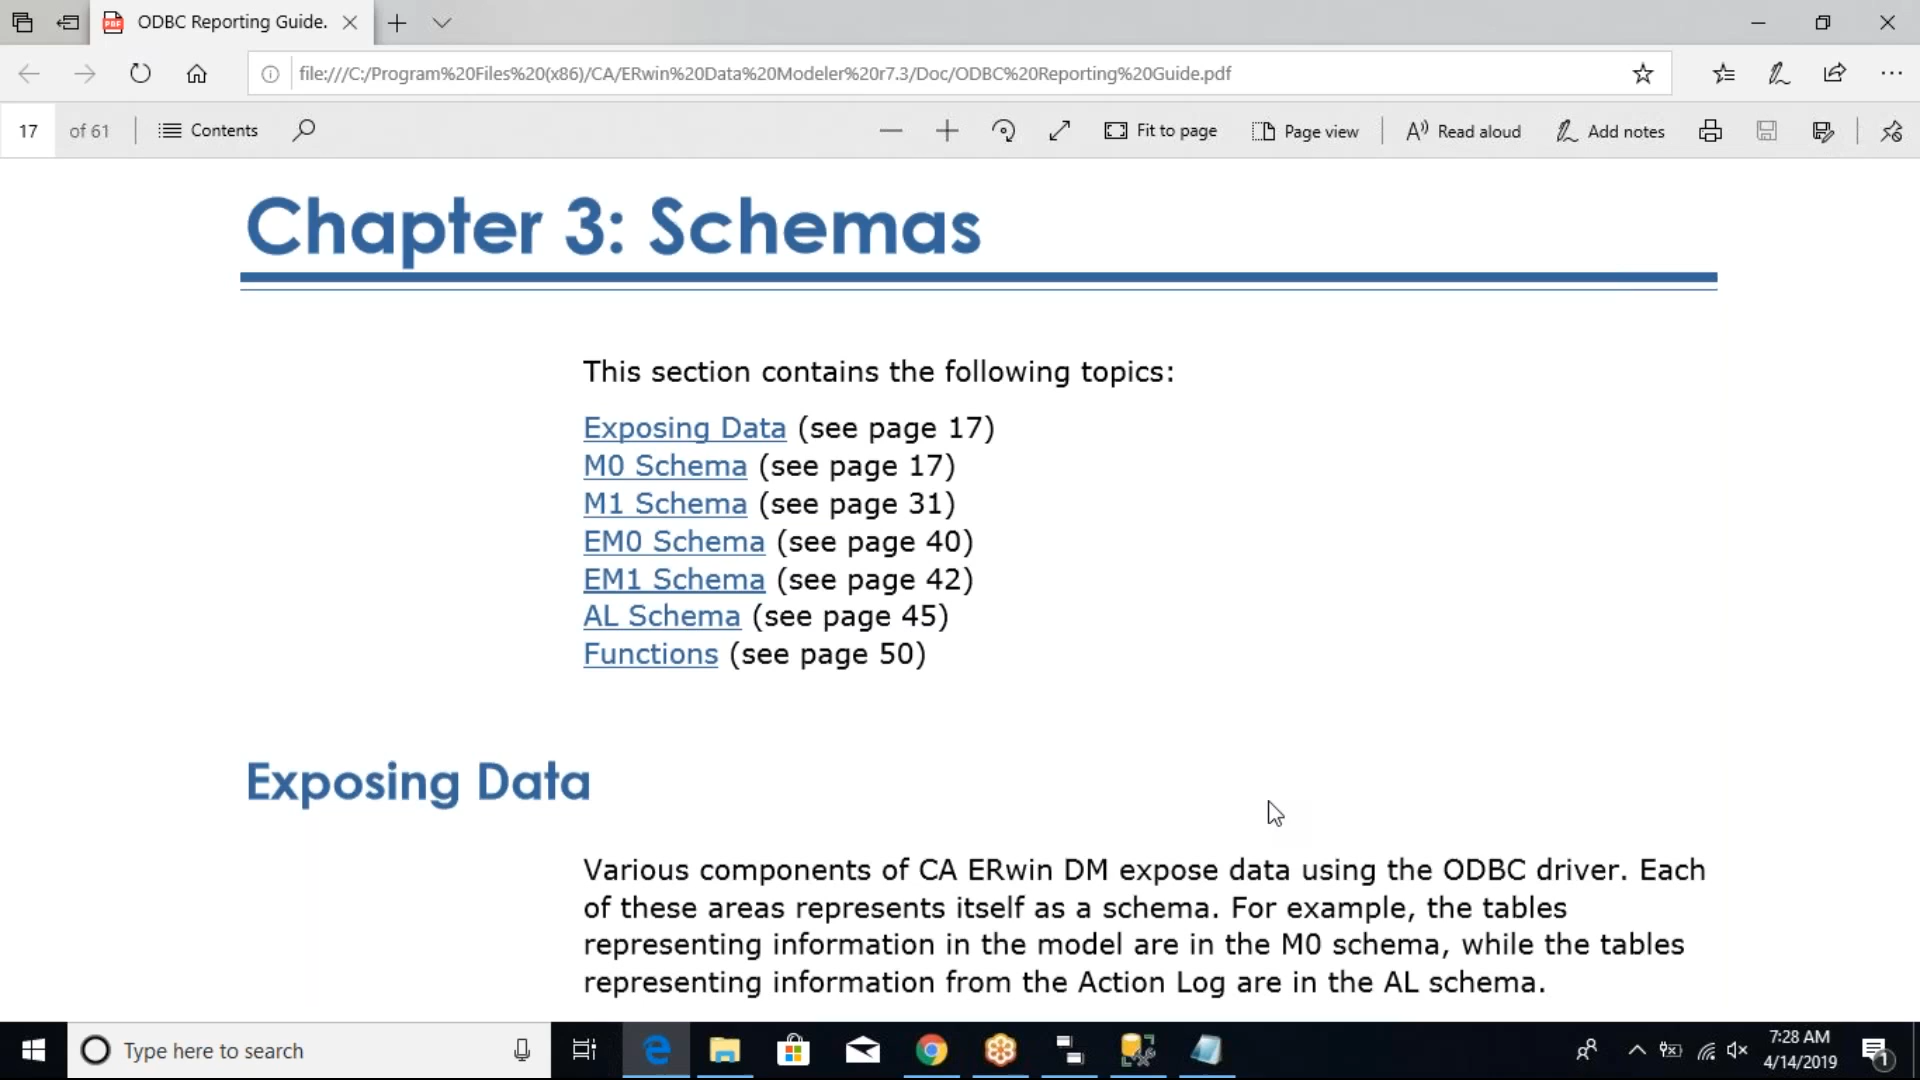 ODBC Reporting Guide.
file:///C:/Program%20Files%20(x86)/CA/ERwin%20Data%20Modeler%20r7.3/Doc/ODBC%20Reporting%20Guide.pdf
17 of 61 Contents Fit to page Page view Read aloud Add notes
Chapter 3: Schemas
This section contains the following topics:
Exposing Data (see page 17)
M0 Schema (see page 17)
M1 Schema (see page 31)
EM0 Schema (see page 40)
EM1 Schema (see page 42)
AL Schema (see page 45)
Functions (see page 50)
Exposing Data
Various components of CA ERwin DM expose data using the ODBC driver. Each
of these areas represents itself as a schema. For example, the tables
representing information in the model are in the M0 schema, while the tables
representing information from the Action Log are in the AL schema.
Type here to search
7:28 AM
4/14/2019
1